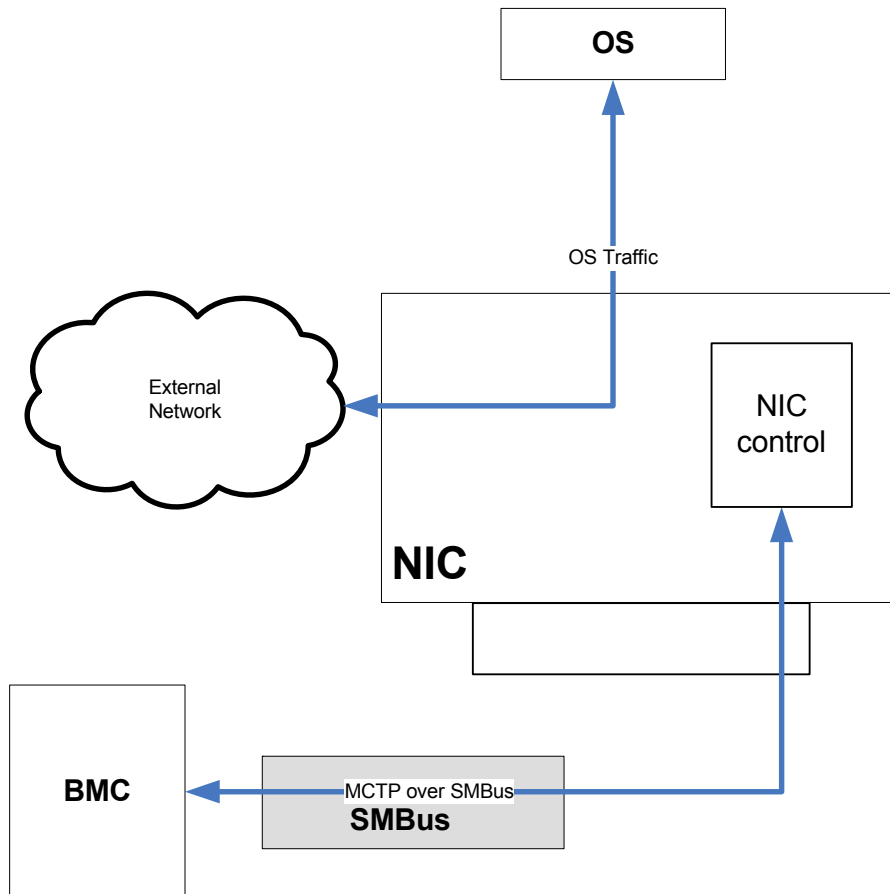 OS
OS Traffic
External
Network
NIC
control
NIC
BMC
MCTP over SMBus
SMBus